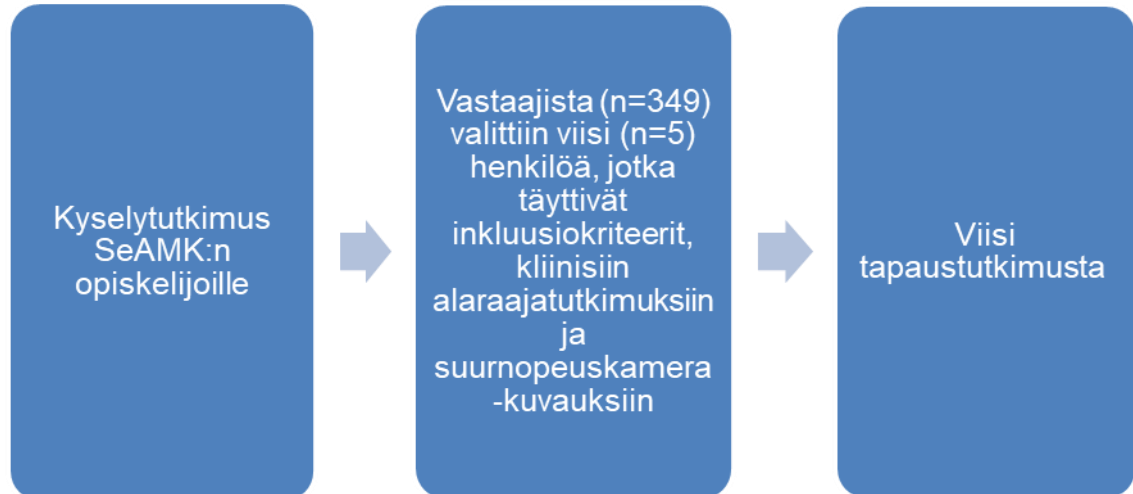 Kyselytutkimus
SeAMK:n
opiskelijoille
Vastaajista (n=349)
valittiin viisi (n=5)
henkilöä, jotka
täyttivät
inkluusiokriteerit,
kliinisiin
alaraajatutkimuksiin
ja
suurnopeuskamera
-kuvauksiin
Viisi
tapaustutkimusta